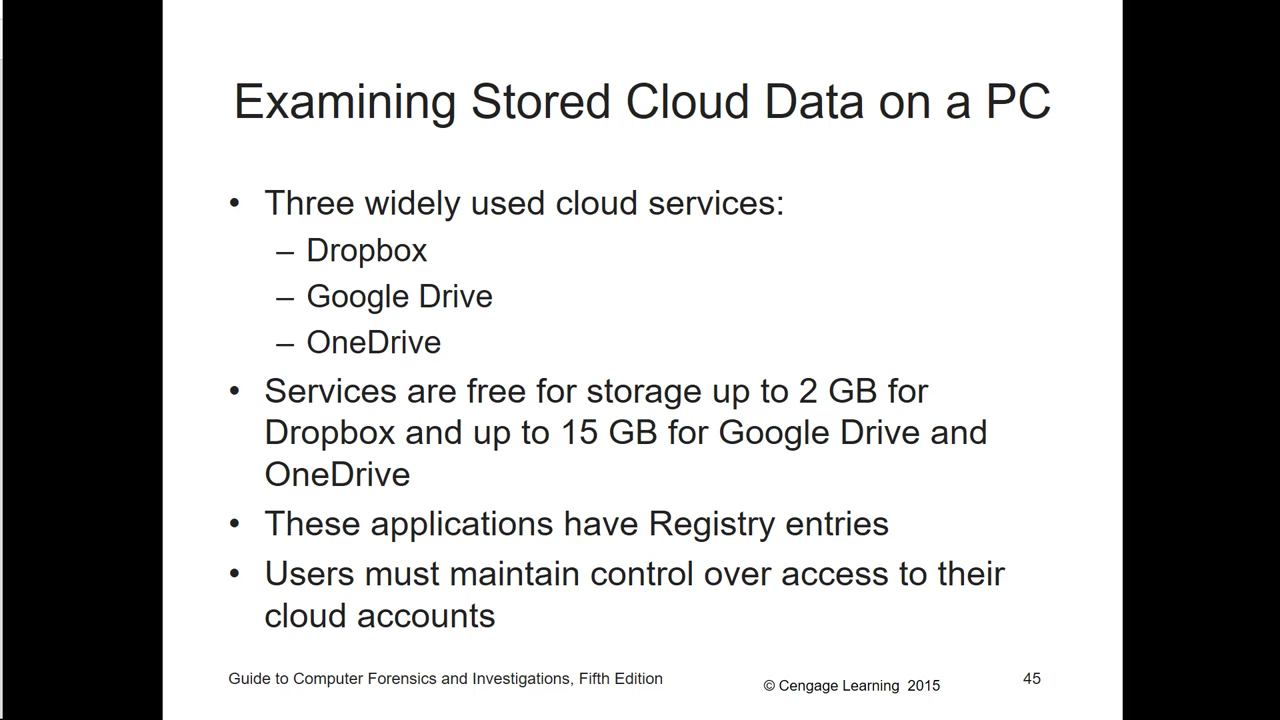 Examining Stored Cloud Data on a PC
• Three widely used cloud services:
– Dropbox
– Google Drive
– OneDrive
• Services are free for storage up to 2 GB for
Dropbox and up to 15 GB for Google Drive and
OneDrive
• These applications have Registry entries
• Users must maintain control over access to their
cloud accounts
Guide to Computer Forensics and Investigations, Fifth Edition
© Cengage Learning 2015
45